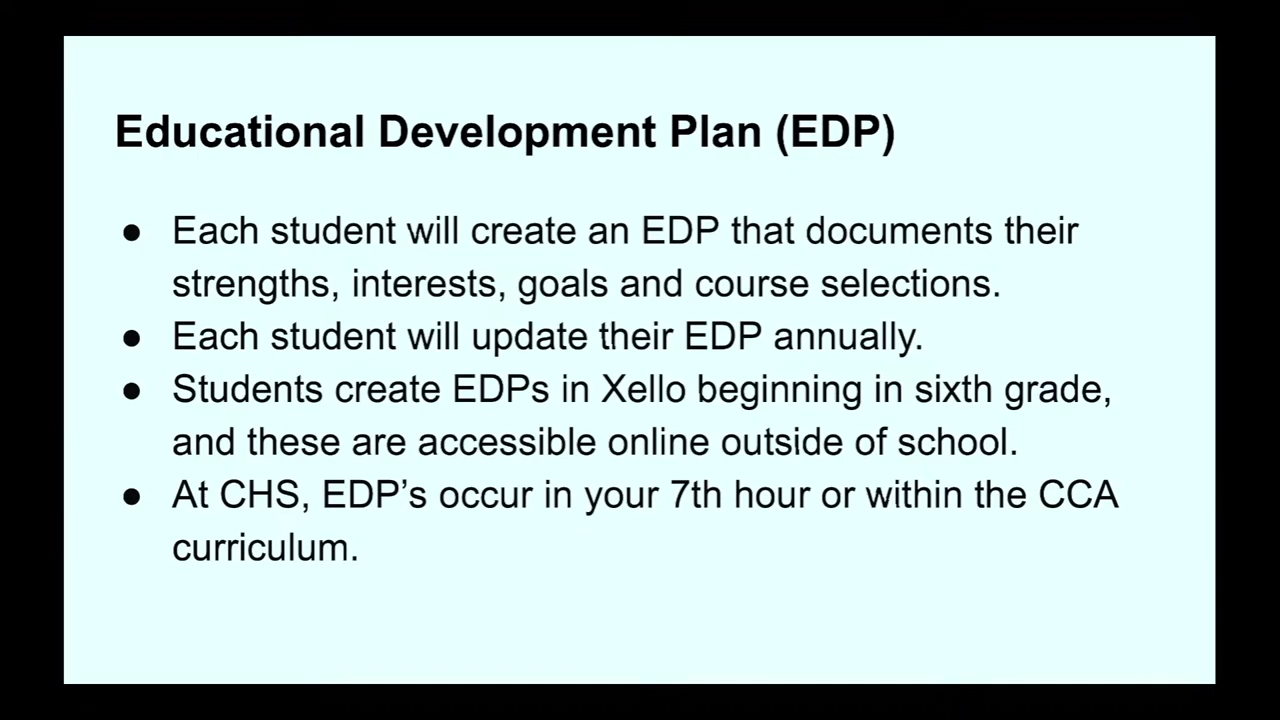 Educational Development Plan (EDP)
● Each student will create an EDP that documents their
strengths, interests, goals and course selections.
● Each student will update their EDP annually.
● Students create EDPs in Xello beginning in sixth grade,
and these are accessible online outside of school.
● At CHS, EDP’s occur in your 7th hour or within the CCA
curriculum.